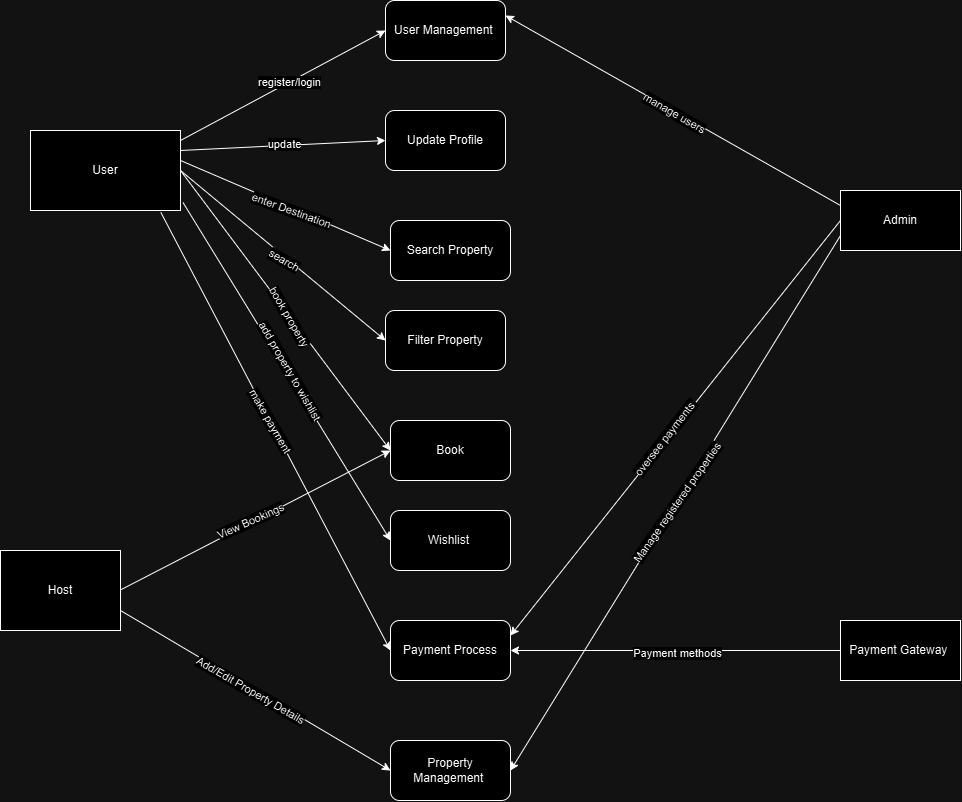 User Management
register/login
manage users
Update Profile
update
User
enter Destination
Admin
Search Property
search
book property
Filter Property
add property to wishlist
make payment
oversee payments
Book
Manage registered properties
View Bookings
Wishlist
Host
Payment Process
Payment methods
Payment Gateway
Add/Edit Property Details
Property
Management